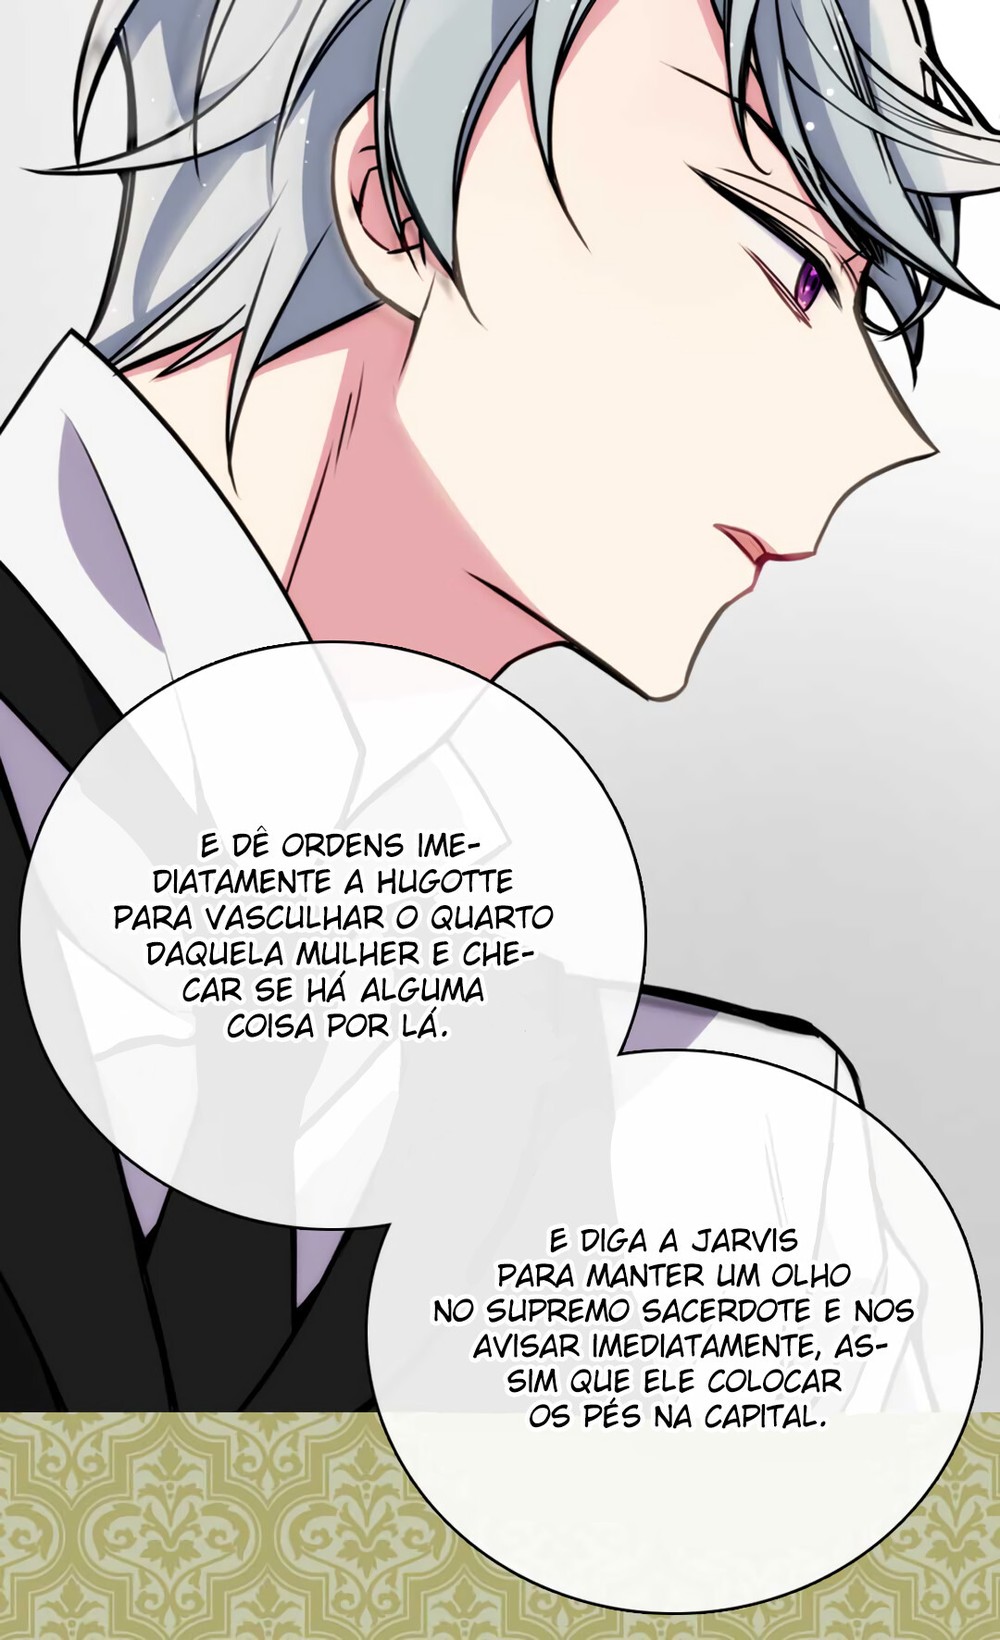 E DÊ ORDENS IME-
DIATAMENTE A HUGOTTE
PARA VASCULHAR O QUARTO
DAQUELA MULHER E CHE-
CAR SE HÁ ALGUMA
COISA POR LÁ.
E DIGA A JARVIS
PARA MANTER UM OLHO
NO SUPREMO SACERDOTE E NOS
AVISAR IMEDIATAMENTE, AS-
SIM QUE ELE COLOCAR
OS PÉS NA CAPITAL.